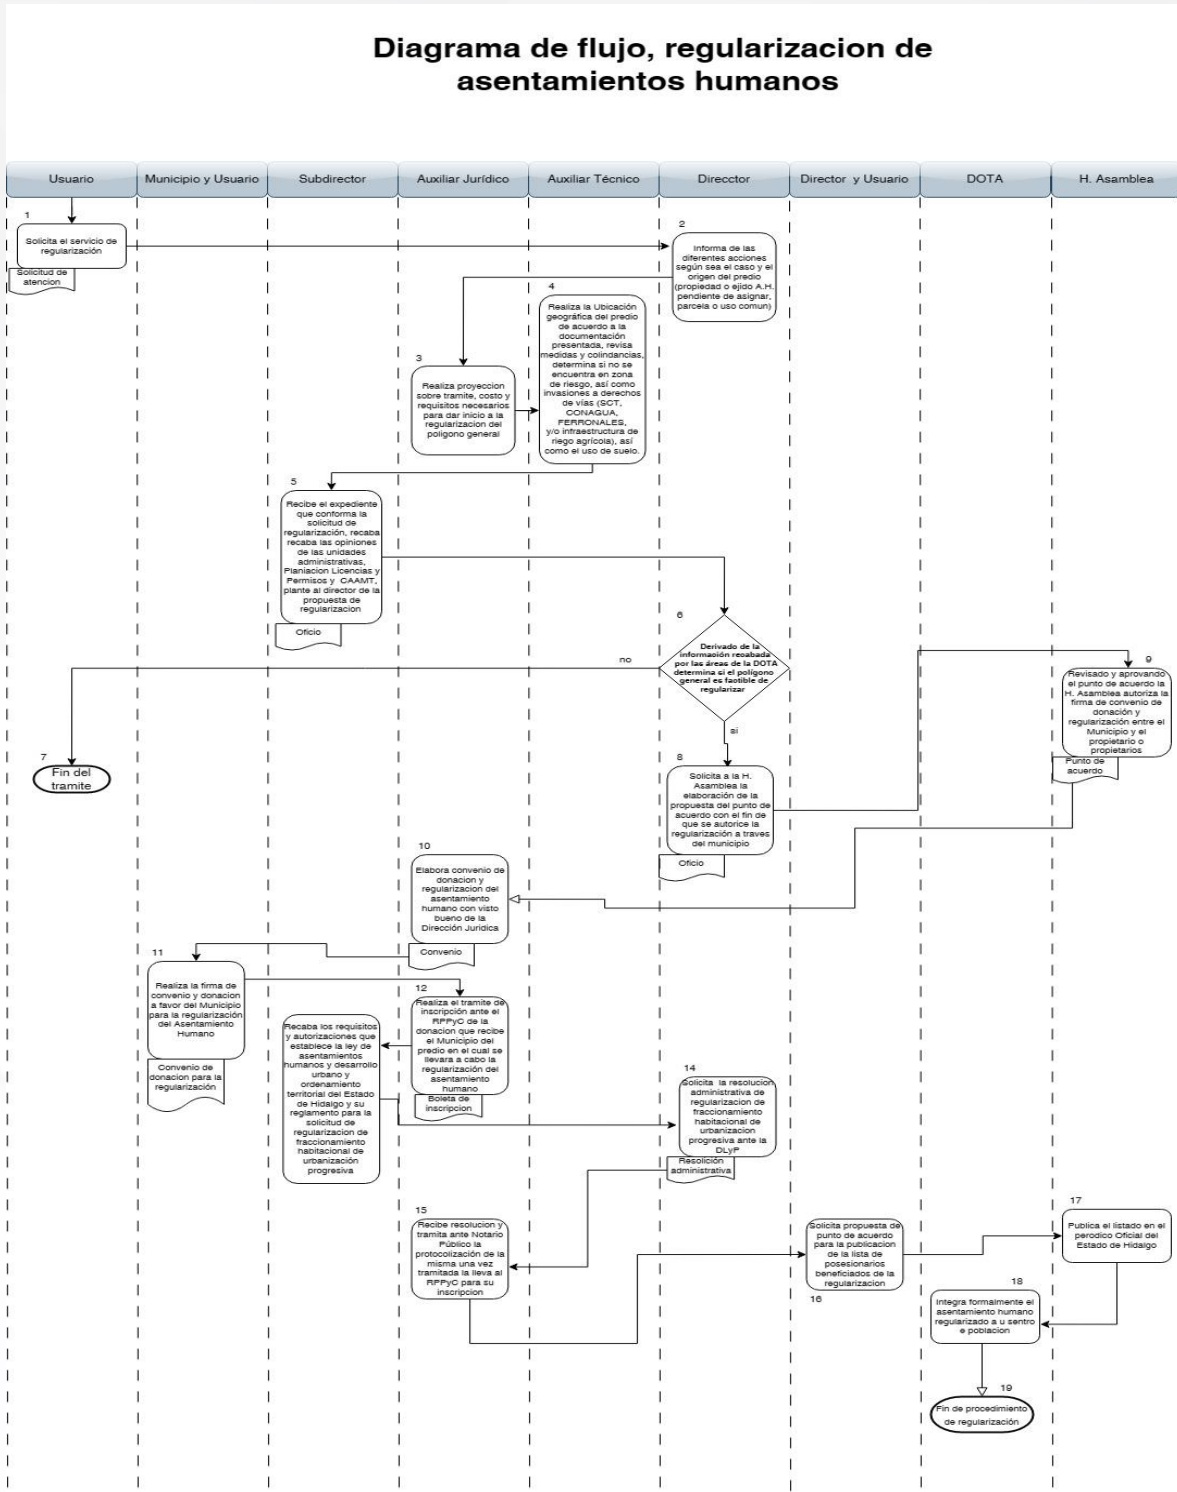 Diagrama de flujo, regularizacion de
asentamientos humanos
Usuario
Municipio y Usuario
Subdirector
Auxiliar Jurídico
Auxiliar Técnico
Direcctor
Director y Usuario
DOTA
H. Asamblea
1
Solicita el servicio de
regularización
Solicitud de
atencion
2
Informa de las
diferentes acciones
según sea el caso y el
origen del predio
(propiedad o ejido A.H.
pendiente de asignar,
parcela o uso comun)
3
Realiza proyeccion
sobre tramite, costo y
requisitos necesarios
para dar inicio a la
regularizacion del
poligono general
4
Realiza la Ubicación
geográfica del predio
de acuerdo a la
documentación
presentada, revisa
medidas y colindancias,
determina si no se
encuentra en zona
de riesgo, así como
invasiones a derechos
de vías (SCT,
CONAGUA,
FERRONALES,
y/o infraestructura de
riego agrícola), así
como el uso de suelo.
5
Recibe el expediente
que conforma la
solicitud de
regularización, recaba
recaba las opiniones
de las unidades
administrativas,
Planiacion Licencias y
Permisos y CAAMT,
plante al director de la
propuesta de
regularizacion
Oficio
6
Derivado de la
información recabada
por las áreas de la DOTA
determina si el polígono
general es factible de
regularizar
no
si
7
Fin del
tramite
8
Solicita a la H.
Asamblea la
elaboración de la
propuesta del punto de
acuerdo con el fin de
que se autorice la
regularización a traves
del municipio
Oficio
9
Revisado y aprovando
el punto de acuerdo la
H. Asamblea autoriza la
firma de convenio de
donación y
regularización entre el
Municipio y el
propietario o
propietarios
Punto de
acuerdo
10
Elabora convenio de
donacion y
regularizacion del
asentamiento
humano con visto
bueno de la
Dirección Juridica
Convenio
11
Realiza la firma de
convenio y donacion
a favor del Municipio
para la regularización
del Asentamiento
Humano
Convenio de
donacion para la
regularización
12
Realiza el tramite de
inscripción ante el
RPPyC de la
donacion que recibe
el Municipio del
predio en el cual se
llevara a cabo la
regularización del
asentamiento
humano
Boleta de
inscripcion
Recaba los requisitos
y autorizaciones que
establece la ley de
asentamientos
humanos y desarrollo
urbano y
ordenamiento
territorial del Estado
de Hidalgo y su
reglamento para la
solicitud de
regularizacion de
fraccionamiento
habitacional de
urbanización
progresiva
14
Solicita la resolucion
administrativa de
regularizacion de
fraccionamiento
habitacional de
urbanizacion
progresiva ante la
DLyP
Resolición
administrativa
15
Recibe resolucion y
tramita ante Notario
Público la
protocolización de la
misma una vez
tramitada la lleva al
RPPyC para su
inscripcion
Solicita propuesta de
punto de acuerdo
para la publicacion
de la lista de
posesionarios
beneficiados de la
regularizacion
16
17
Publica el listado en el
perodico Oficial del
Estado de Hidalgo
18
Integra formalmente el
asentamiento humano
regularizado a u sentro
e poblacion
19
Fin de procedimiento
de regularización